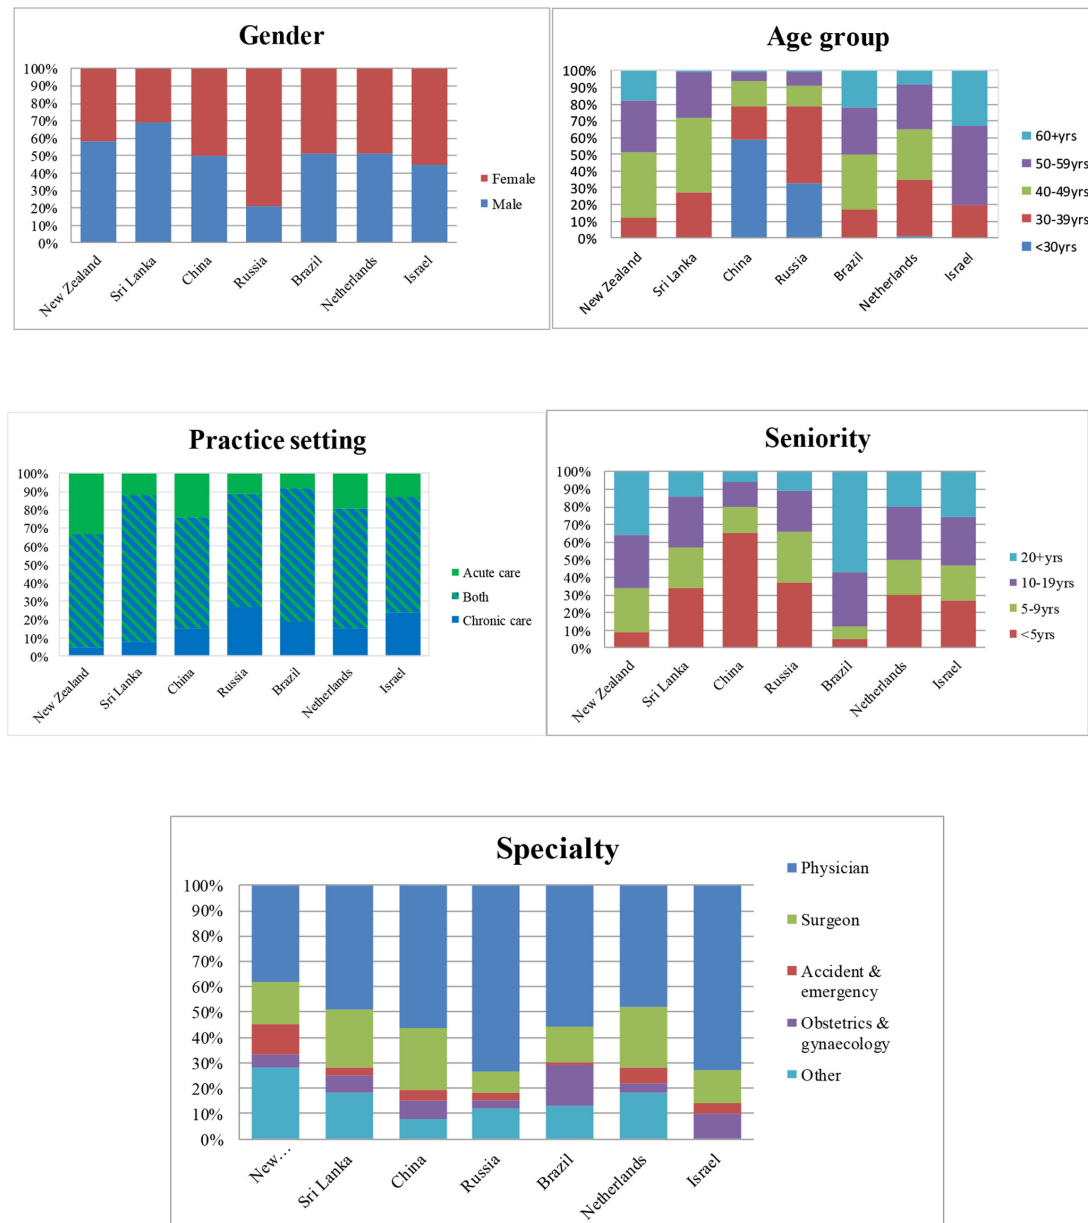 Gender
100%
90%
80%
70%
60%
50%
40%
30%
20%
10%
0%
Female
Male
New Zealand
Sri Lanka
China
Russia
Brazil
Netherlands
Israel
Age group
100%
90%
80%
70%
60%
50%
40%
30%
20%
10%
0%
60+yrs
50-59yrs
40-49yrs
30-39yrs
<30yrs
New Zealand
Sri Lanka
China
Russia
Brazil
Netherlands
Israel
Practice setting
100%
90%
80%
70%
60%
50%
40%
30%
20%
10%
0%
Acute care
Both
Chronic care
New Zealand
Sri Lanka
China
Russia
Brazil
Netherlands
Israel
Seniority
100%
90%
80%
70%
60%
50%
40%
30%
20%
10%
0%
20+yrs
10-19yrs
5-9yrs
<5yrs
New Zealand
Sri Lanka
China
Russia
Brazil
Netherlands
Israel
Specialty
100%
90%
80%
70%
60%
50%
40%
30%
20%
10%
0%
Physician
Surgeon
Accident &
emergency
Obstetrics &
gynaecology
Other
New…
Sri Lanka
China
Russia
Brazil
Netherlands
Israel